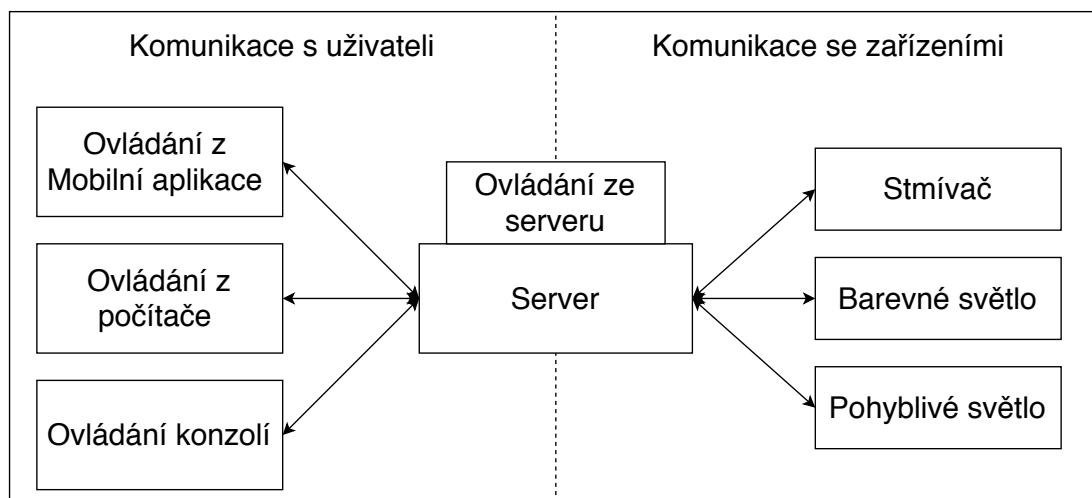 Komunikace s uživateli
Komunikace se zařízeními
Ovládání z
Mobilní aplikace
Ovládání z
počítače
Ovládání konzolí
Ovládání ze
serveru
Server
Stmívač
Barevné světlo
Pohyblivé světlo